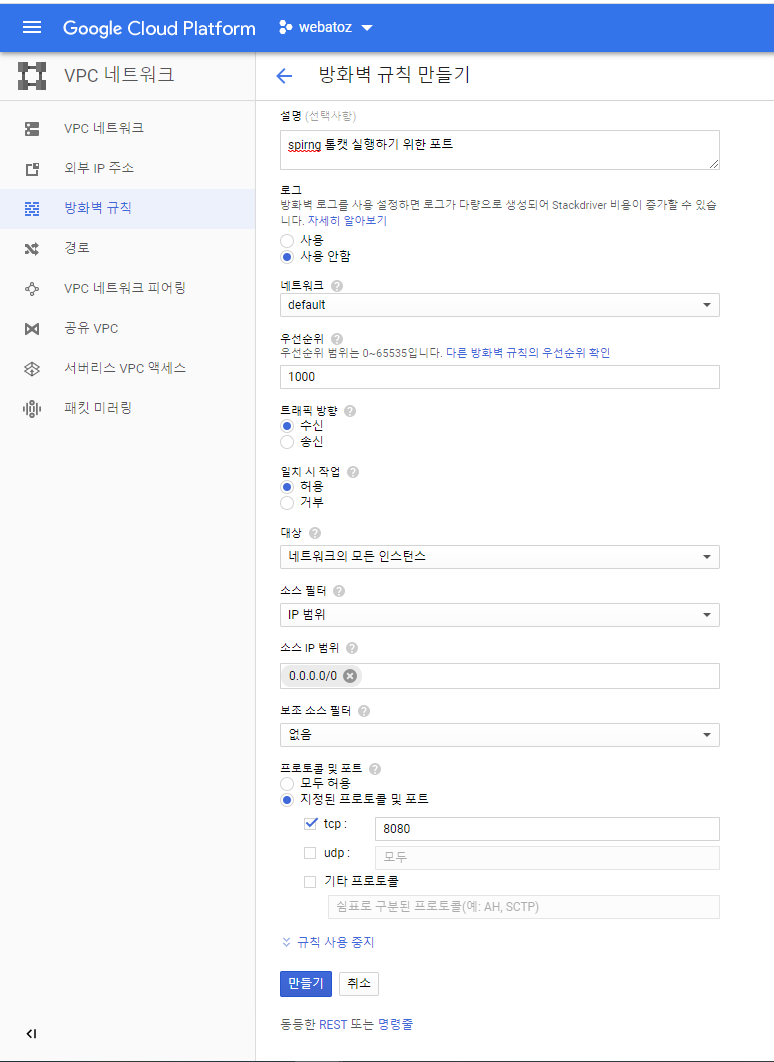 Google Cloud Platform webatoz
VPC 네트워크
방화벽 규칙 만들기
VPC 네트워크
외부 IP 주소
방화벽 규칙
경로
VPC 네트워크 피어링
공유 VPC
서버리스 VPC 액세스
패킷 미러링
설명 (선택사항)
spirng 톰캣 실행하기 위한 포트
로그
방화벽 로그를 사용 설정하면 로그가 다량으로 생성되어 Stackdriver 비용이 증가할 수 있습
니다. 자세히 알아보기
사용
사용 안함
네트워크
default
우선순위
우선순위 범위는 0~65535입니다. 다른 방화벽 규칙의 우선순위 확인
1000
트래픽 방향
수신
송신
일치 시 작업
허용
거부
대상
네트워크의 모든 인스턴스
소스 필터
IP 범위
소스 IP 범위
0.0.0.0/0
보조 소스 필터
없음
프로토콜 및 포트
모두 허용
지정된 프로토콜 및 포트
tcp : 8080
udp : 모두
기타 프로토콜
쉼표로 구분된 프로토콜(예: AH, SCTP)
규칙 사용 중지
만들기 취소
동등한 REST 또는 명령줄